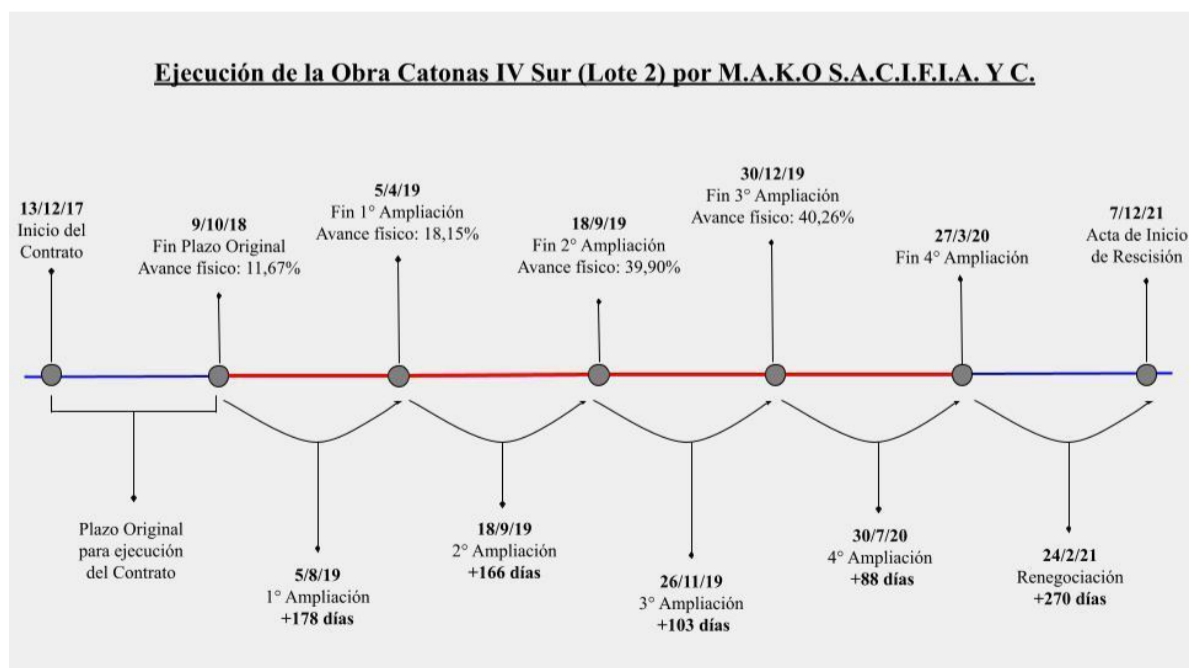 Ejecución de la Obra Catonas IV Sur (Lote 2) por M.A.K.O S.A.C.I.F.I.A. Y C.
13/12/17
Inicio del
Contrato
9/10/18
Fin Plazo Original
Avance físico: 11,67%
5/4/19
Fin 1° Ampliación
Avance físico: 18,15%
18/9/19
Fin 2° Ampliación
Avance físico: 39,90%
30/12/19
Fin 3° Ampliación
Avance físico: 40,26%
27/3/20
Fin 4° Ampliación
7/12/21
Acta de Inicio
de Rescisión
Plazo Original
para ejecución
del Contrato
5/8/19
1° Ampliación
+178 días
18/9/19
2° Ampliación
+166 días
26/11/19
3° Ampliación
+103 días
30/7/20
4° Ampliación
+88 días
24/2/21
Renegociación
+270 días